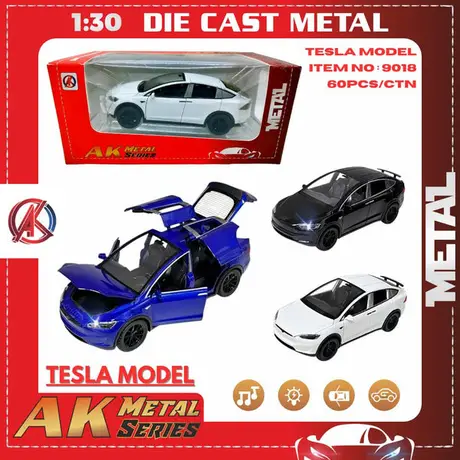 1:30 DIE CAST METAL
TESLA MODEL
ITEM NO : 9018
60PCS/CTN
METAL
AK METAL
SERIES
METAL
TESLA MODEL
AK METAL
SERIES